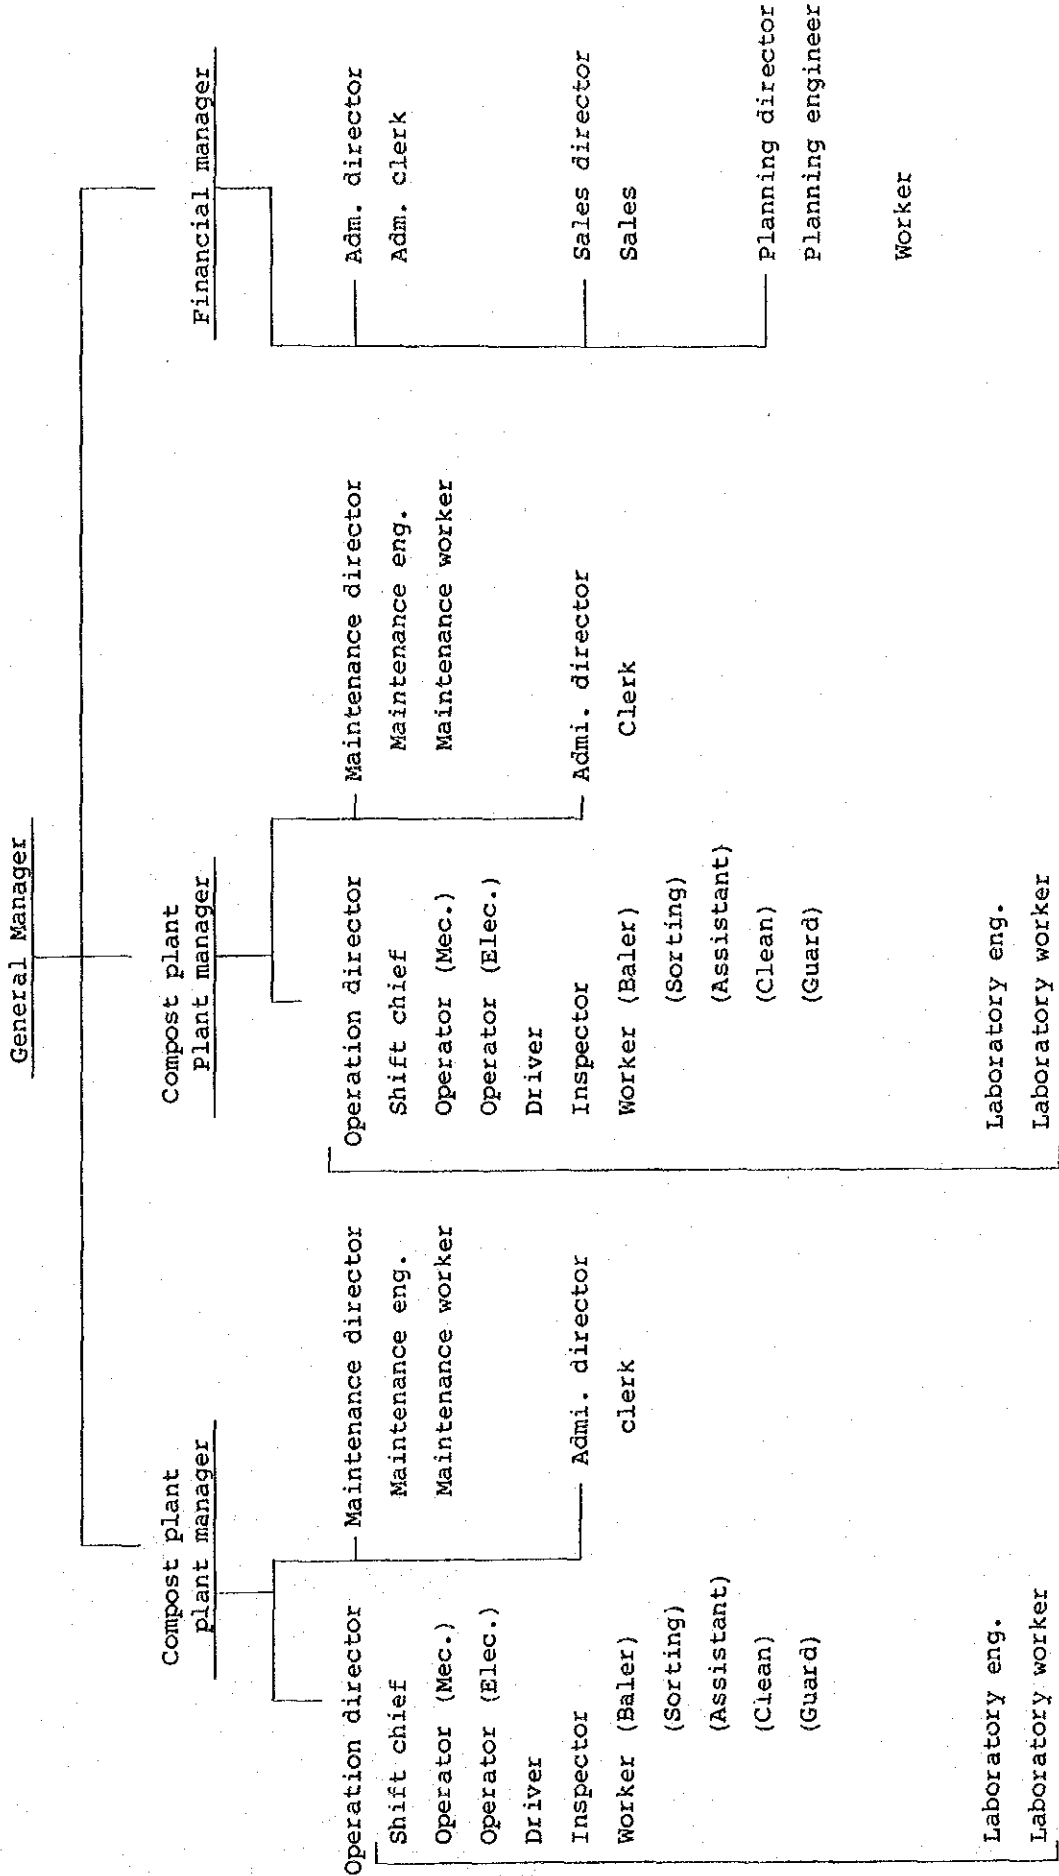 General Manager
Compost plant
plant manager
Operation director
Shift chief
Operator (Mec.)
Operator (Elec.)
Driver
Inspector
Worker (Baler)
(Sorting)
(Assistant)
(Clean)
(Guard)
Laboratory eng.
Laboratory worker
Maintenance director
Maintenance eng.
Maintenance worker
Admi. director
clerk
Compost plant
Plant manager
Operation director
Shift chief
Operator (Mec.)
Operator (Elec.)
Driver
Inspector
Worker (Baler)
(Sorting)
(Assistant)
(Clean)
(Guard)
Laboratory eng.
Laboratory worker
Maintenance director
Maintenance eng.
Maintenance worker
Admi. director
Clerk
Financial manager
Adm. director
Adm. clerk
Sales director
Sales
Planning director
Planning engineer
Worker